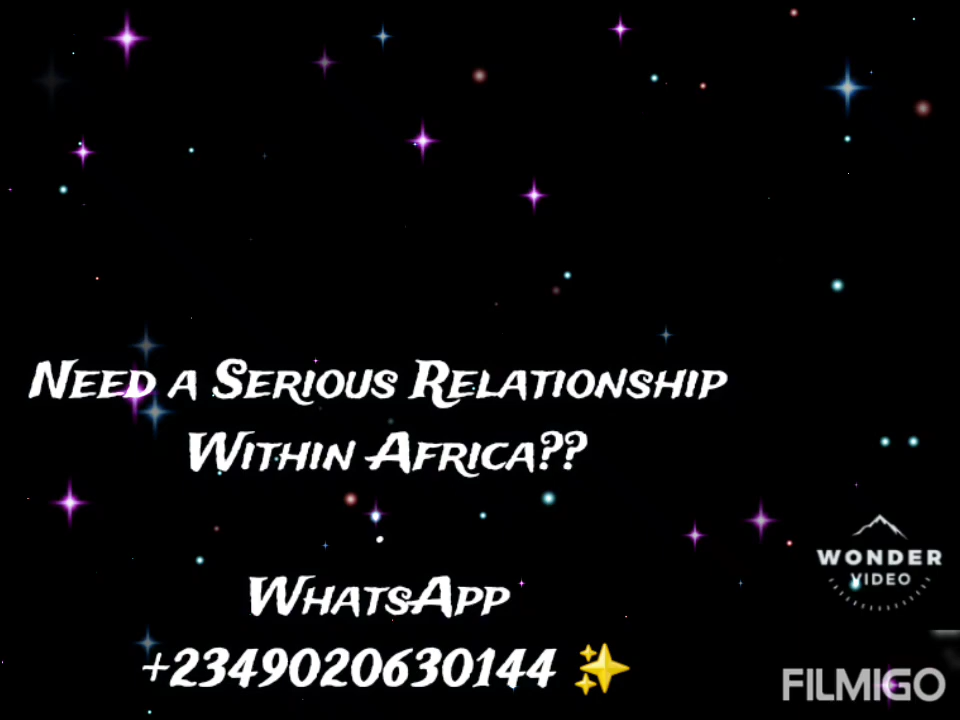 Need a Serious Relationship
Within Africa??
WhatsApp
+2349020630144 ✨
WONDER
VIDEO
FILMIGO